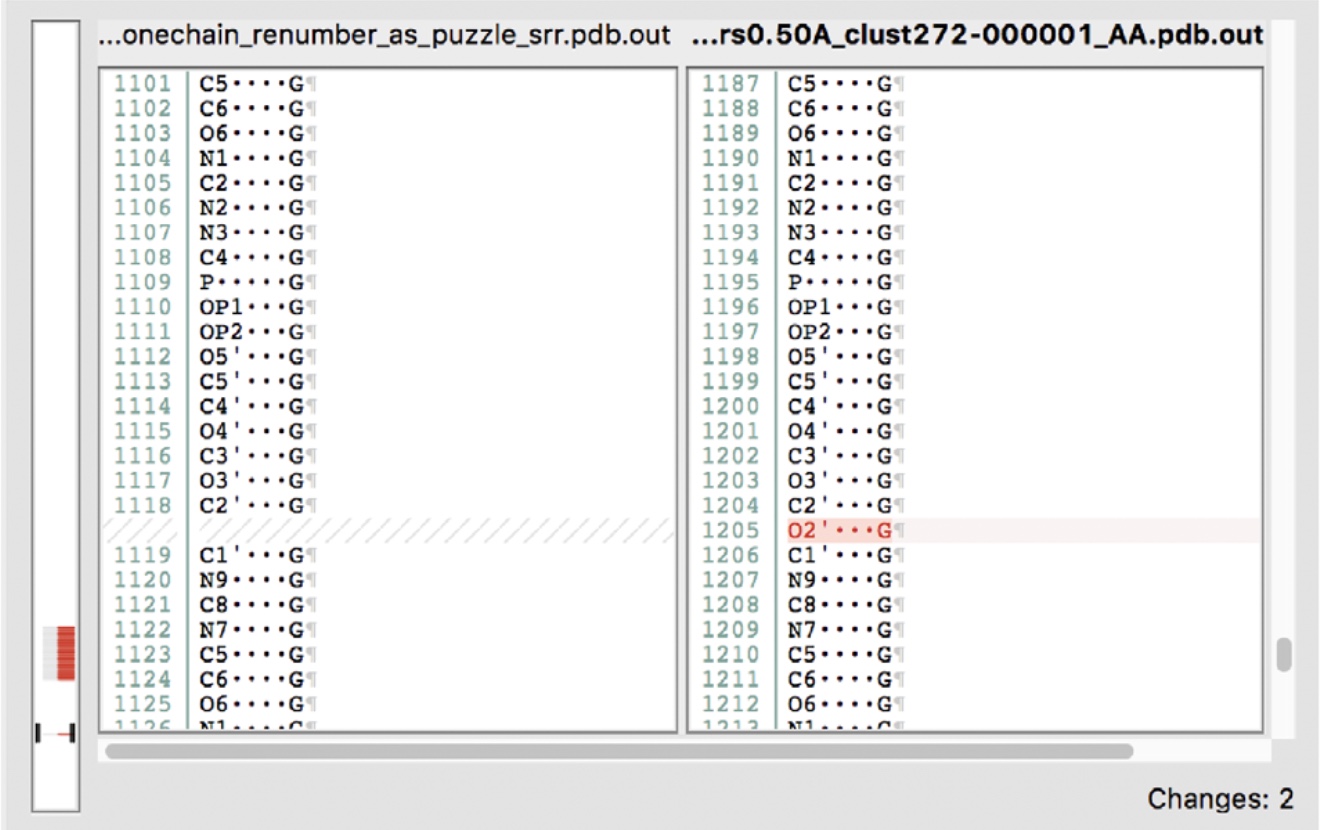 ...onechain_renumber_as_puzzle_srr.pdb.out ...rs0.50A_clust272-000001_AA.pdb.out
1101 C5····G¶ 1187 C5····G¶
1102 C6····G¶ 1188 C6····G¶
1103 O6····G¶ 1189 O6····G¶
1104 N1····G¶ 1190 N1····G¶
1105 C2····G¶ 1191 C2····G¶
1106 N2····G¶ 1192 N2····G¶
1107 N3····G¶ 1193 N3····G¶
1108 C4····G¶ 1194 C4····G¶
1109 P·····G¶ 1195 P·····G¶
1110 OP1···G¶ 1196 OP1···G¶
1111 OP2···G¶ 1197 OP2···G¶
1112 O5'···G¶ 1198 O5'···G¶
1113 C5'···G¶ 1199 C5'···G¶
1114 C4'···G¶ 1200 C4'···G¶
1115 O4'···G¶ 1201 O4'···G¶
1116 C3'···G¶ 1202 C3'···G¶
1117 O3'···G¶ 1203 O3'···G¶
1118 C2'···G¶ 1204 C2'···G¶
1205 O2'···G¶
1119 C1'···G¶ 1206 C1'···G¶
1120 N9····G¶ 1207 N9····G¶
1121 C8····G¶ 1208 C8····G¶
1122 N7····G¶ 1209 N7····G¶
1123 C5····G¶ 1210 C5····G¶
1124 C6····G¶ 1211 C6····G¶
1125 O6····G¶ 1212 O6····G¶
1126 N1····G 1213 N1····G
Changes: 2